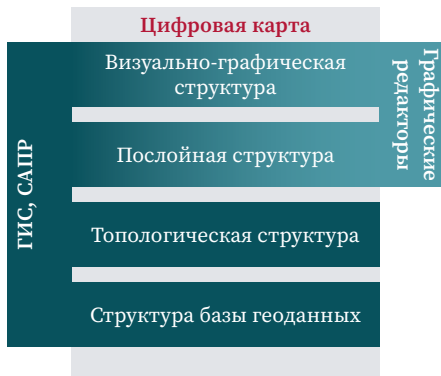 Цифровая карта
Визуально-графическая
структура
Послойная структура
Топологическая структура
Структура базы геоданных
ГИС, САПР
Графические
редакторы